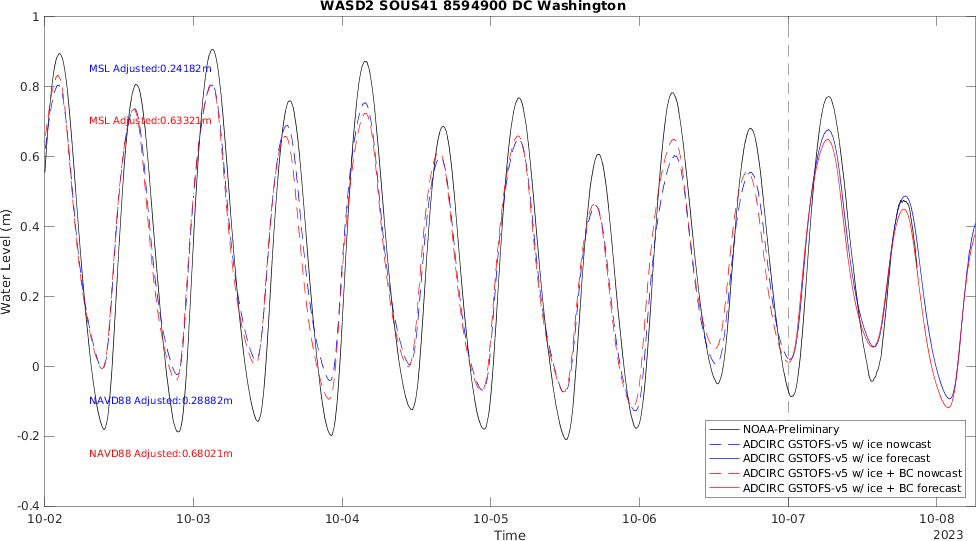 WASD2 SOUS41 8594900 DC Washington
1
0.8
0.6
0.4
0.2
0
-0.2
-0.4
Water Level (m)
MSL Adjusted:0.24182m
MSL Adjusted:0.63321m
NAVD88 Adjusted:0.28882m
NAVD88 Adjusted:0.68021m
NOAA-Preliminary
ADCIRC GSTOFS-v5 w/ ice nowcast
ADCIRC GSTOFS-v5 w/ ice forecast
ADCIRC GSTOFS-v5 w/ ice + BC nowcast
ADCIRC GSTOFS-v5 w/ ice + BC forecast
10-02 10-03 10-04 10-05 10-06 10-07 10-08
Time
2023